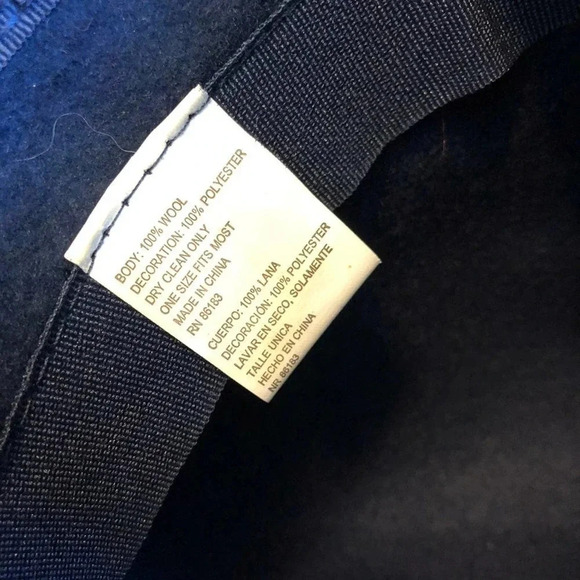 BODY: 100% WOOL
DECORATION: 100% POLYESTER
DRY CLEAN ONLY
ONE SIZE FITS MOST
MADE IN CHINA
RN 86183
CUERPO: 100% LANA
DECORACIÓN: 100% POLYESTER
LAVAR EN SECO, SOLAMENTE
TALLE UNICA
HECHO EN CHINA
NR 86183